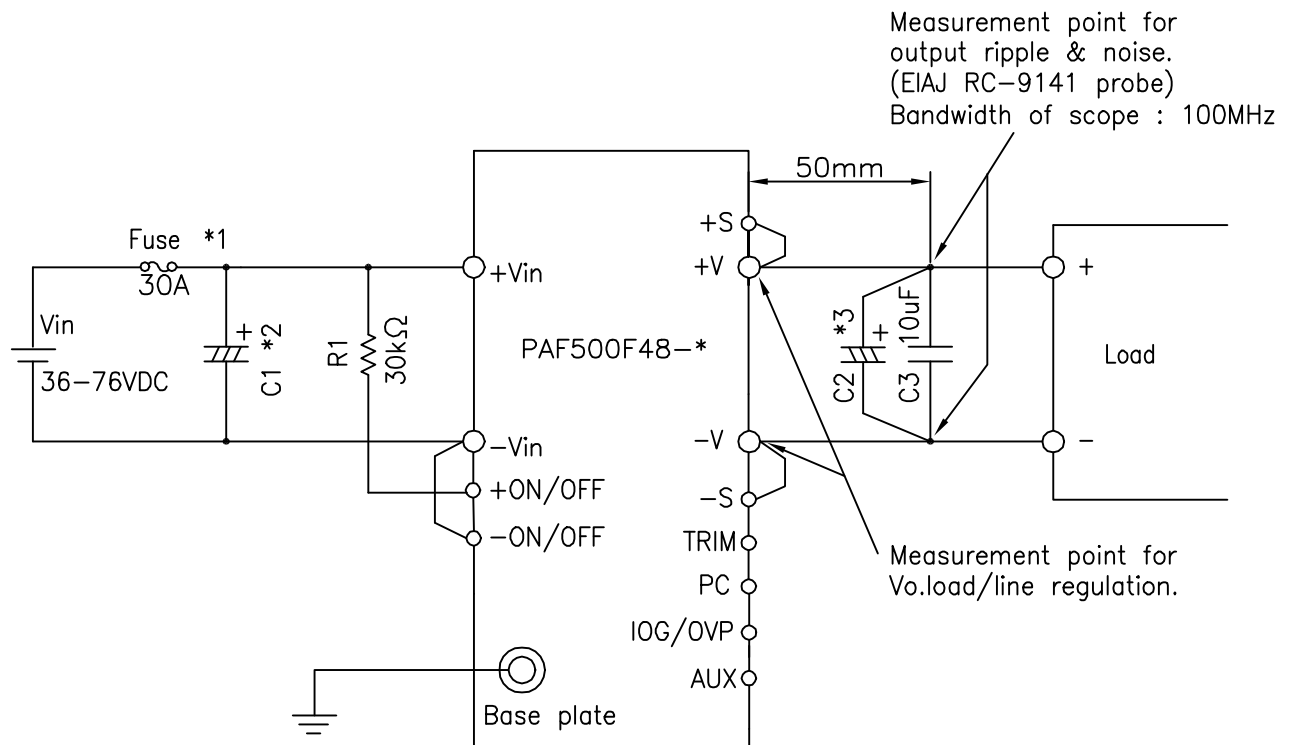 Measurement point for
output ripple & noise.
(EIAJ RC-9141 probe)
Bandwidth of scope : 100MHz
50mm
+S
Fuse *1
30A
+Vin
+V
+
Vin
36-76VDC
+
C1 *2
R1
30kΩ
PAF500F48-*
*3
+
C2
10uF
C3
Load
-Vin
-V
-
+ON/OFF
-S
-ON/OFF
TRIM
PC
IOG/OVP
AUX
Measurement point for
Vo.load/line regulation.
Base plate